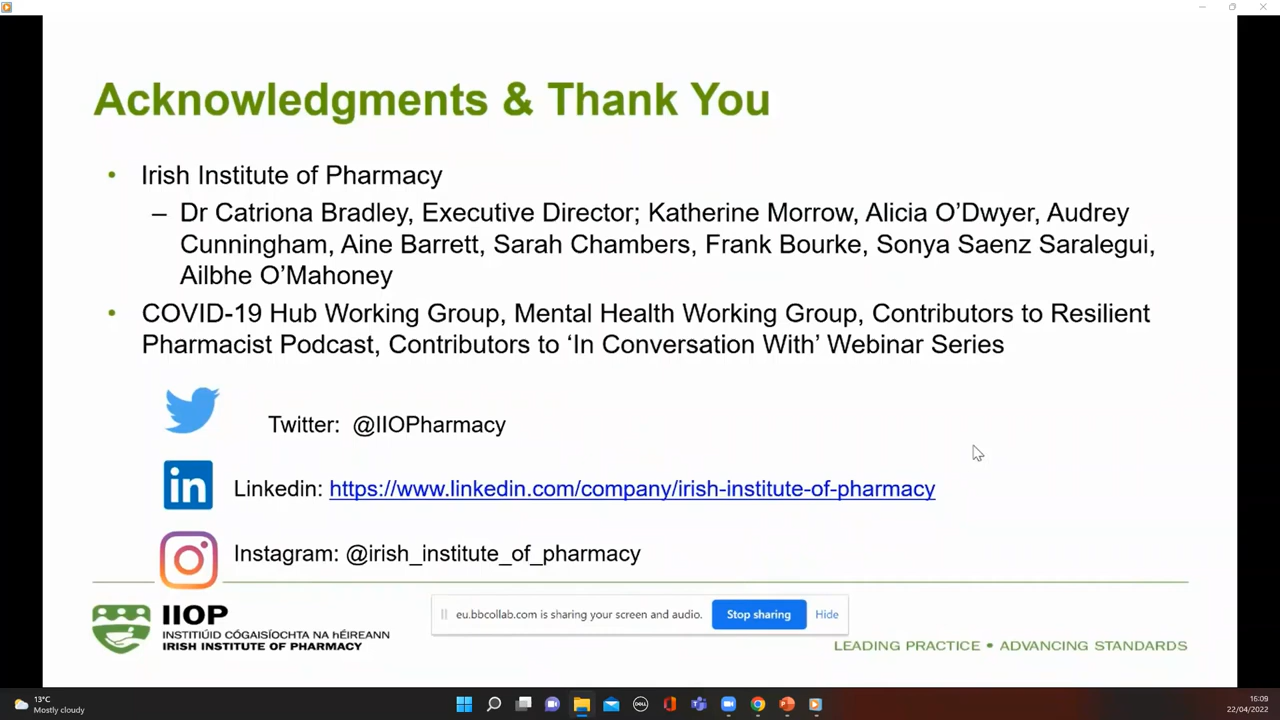 Acknowledgments & Thank You
• Irish Institute of Pharmacy
– Dr Catriona Bradley, Executive Director; Katherine Morrow, Alicia O’Dwyer, Audrey
Cunningham, Aine Barrett, Sarah Chambers, Frank Bourke, Sonya Saenz Saralegui,
Ailbhe O’Mahoney
• COVID-19 Hub Working Group, Mental Health Working Group, Contributors to Resilient
Pharmacist Podcast, Contributors to ‘In Conversation With’ Webinar Series
Twitter: @IIOPharmacy
in
Linkedin: https://www.linkedin.com/company/irish-institute-of-pharmacy
Instagram: @irish_institute_of_pharmacy
IIOP
INSTITIÚID CÓGAISÍOCHTA NA hÉIREANN
IRISH INSTITUTE OF PHARMACY
eu.bbcollab.com is sharing your screen and audio. Stop sharing Hide
LEADING PRACTICE • ADVANCING STANDARDS
13°C
Mostly cloudy
DELL
16:09
22/04/2022